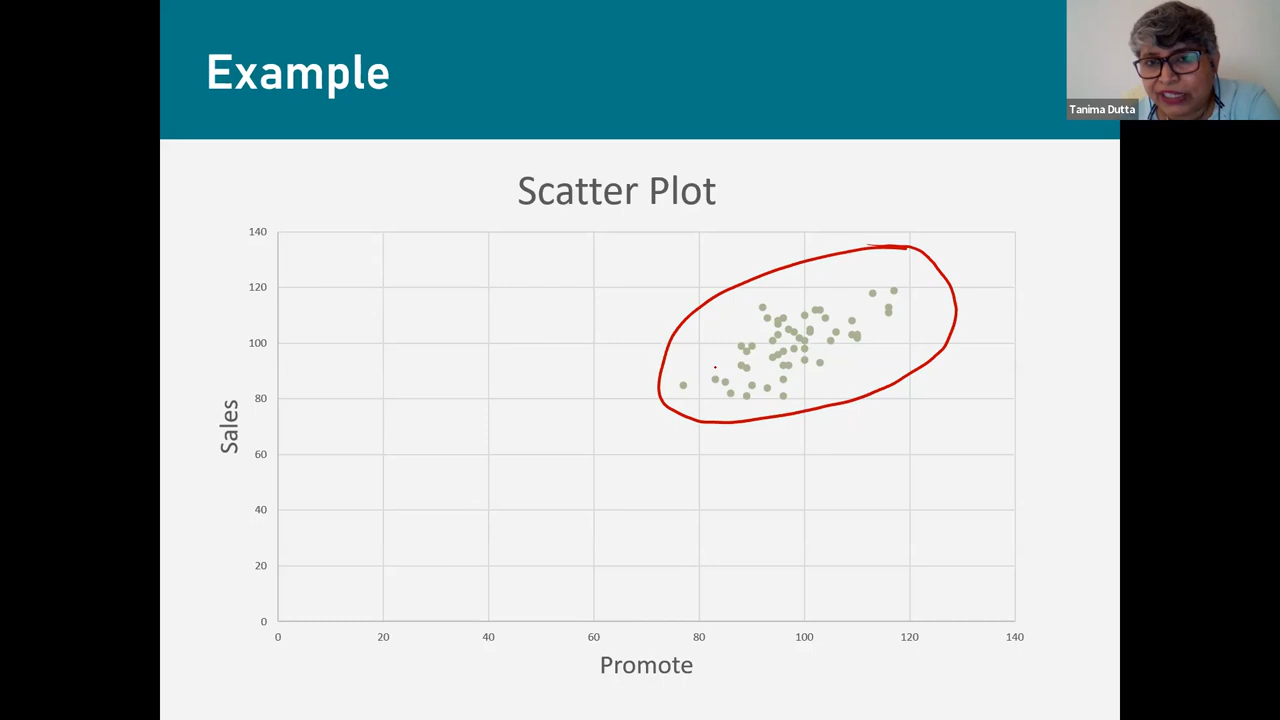 Example
Tanima Dutta
Scatter Plot
140
120
100
80
60
40
20
0
Sales
0 20 40 60 80 100 120 140
Promote